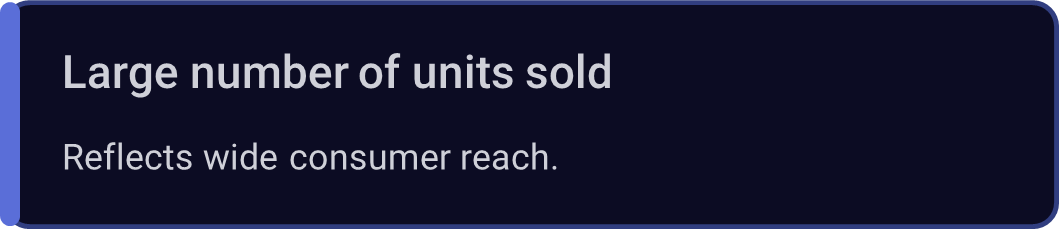 Large number of units sold
Reflects wide consumer reach.